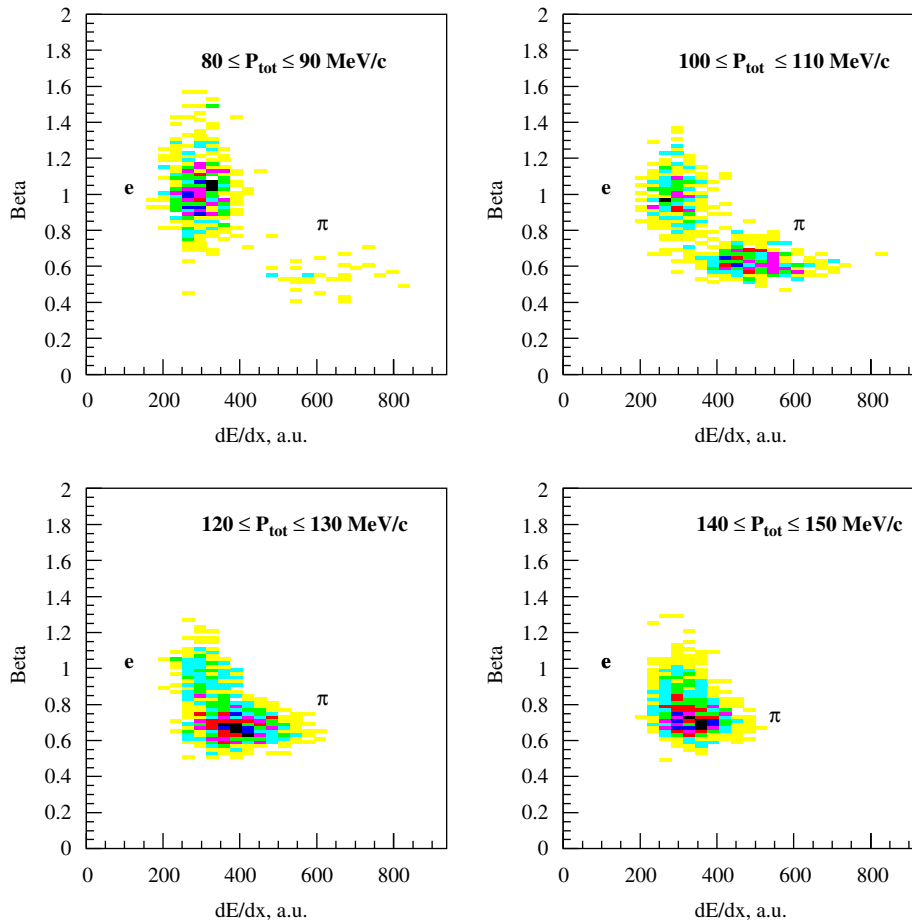 80 ≤ P_tot ≤ 90 MeV/c
2
1.8
1.6
1.4
1.2
1
0.8
0.6
0.4
0.2
0
Beta
e
π
0 200 400 600 800
dE/dx, a.u.
100 ≤ P_tot ≤ 110 MeV/c
2
1.8
1.6
1.4
1.2
1
0.8
0.6
0.4
0.2
0
Beta
e
π
0 200 400 600 800
dE/dx, a.u.
120 ≤ P_tot ≤ 130 MeV/c
2
1.8
1.6
1.4
1.2
1
0.8
0.6
0.4
0.2
0
Beta
e
π
0 200 400 600 800
dE/dx, a.u.
140 ≤ P_tot ≤ 150 MeV/c
2
1.8
1.6
1.4
1.2
1
0.8
0.6
0.4
0.2
0
Beta
e
π
0 200 400 600 800
dE/dx, a.u.